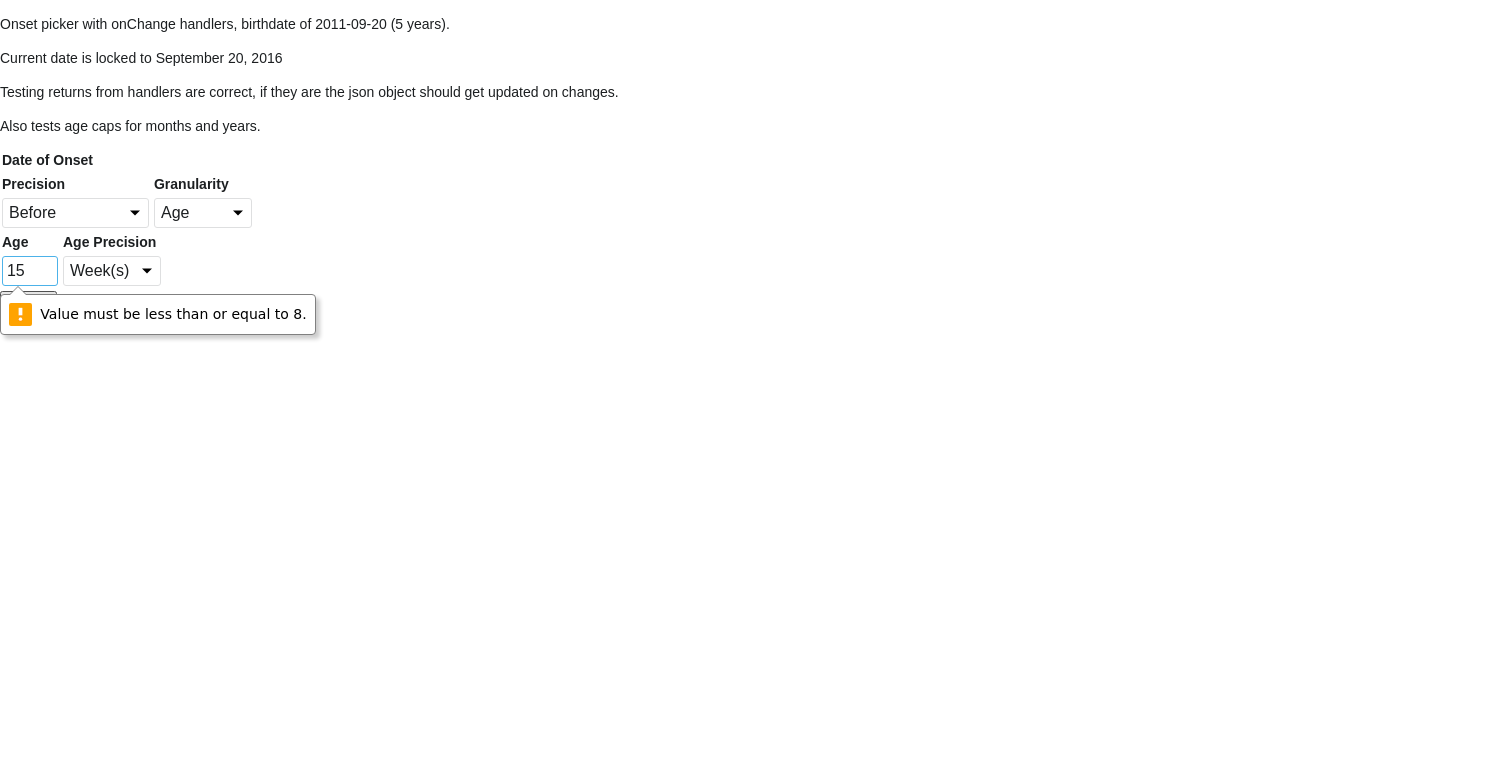 Onset picker with onChange handlers, birthdate of 2011-09-20 (5 years).
Current date is locked to September 20, 2016
Testing returns from handlers are correct, if they are the json object should get updated on changes.
Also tests age caps for months and years.
Date of Onset
Precision Granularity
Before Age
Age Age Precision
15 Week(s)
Value must be less than or equal to 8.